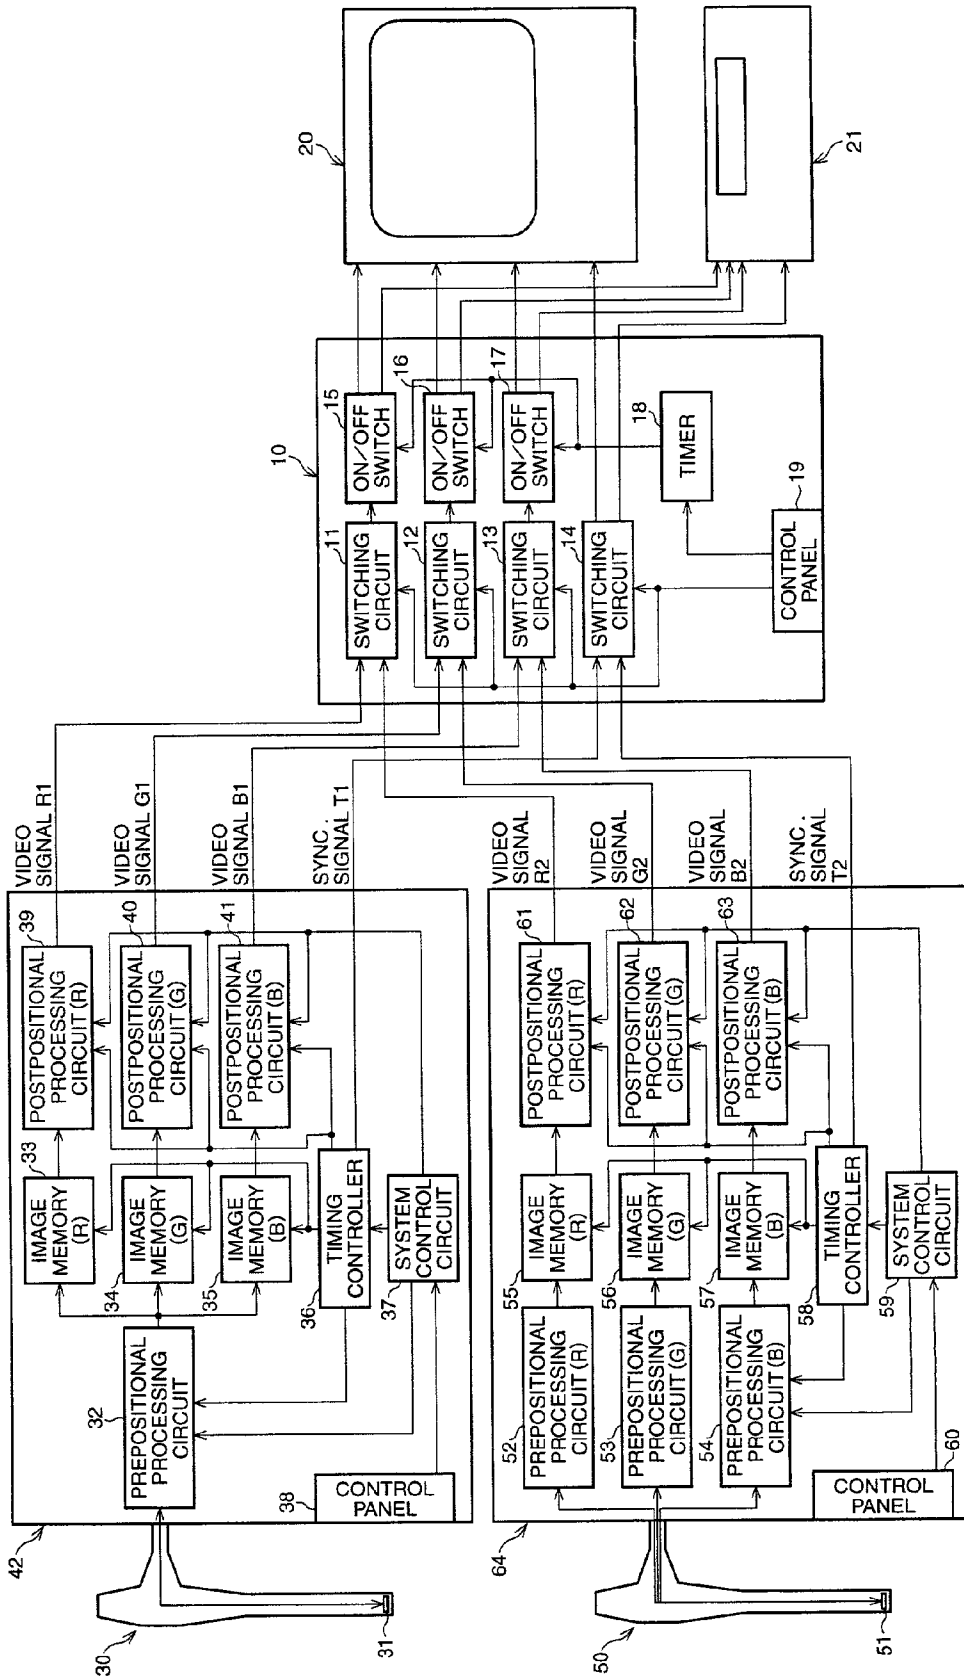 42
30
31
32
PREPOSITIONAL
PROCESSING
CIRCUIT
33
IMAGE
MEMORY (R)
34
IMAGE
MEMORY
(G)
35
IMAGE
MEMORY
(B)
36
TIMING
CONTROLLER
37
SYSTEM
CONTROL
CIRCUIT
38
CONTROL
PANEL
39
POSTPOSITIONAL
PROCESSING
CIRCUIT (R)
40
POSTPOSITIONAL
PROCESSING
CIRCUIT (G)
41
POSTPOSITIONAL
PROCESSING
CIRCUIT (B)
VIDEO
SIGNAL R1
VIDEO
SIGNAL G1
VIDEO
SIGNAL B1
SYNC.
SIGNAL T1
64
50
51
52
PREPOSITIONAL
PROCESSING
CIRCUIT (R)
53
PREPOSITIONAL
PROCESSING
CIRCUIT (G)
54
PREPOSITIONAL
PROCESSING
CIRCUIT (B)
55
IMAGE
MEMORY
(R)
56
IMAGE
MEMORY
(G)
57
IMAGE
MEMORY
(B)
58
TIMING
CONTROLLER
59
SYSTEM
CONTROL
CIRCUIT
60
CONTROL
PANEL
61
POSTPOSITIONAL
PROCESSING
CIRCUIT (R)
62
POSTPOSITIONAL
PROCESSING
CIRCUIT (G)
63
POSTPOSITIONAL
PROCESSING
CIRCUIT (B)
VIDEO
SIGNAL
R2
VIDEO
SIGNAL
G2
VIDEO
SIGNAL
B2
SYNC.
SIGNAL
T2
10
11
SWITCHING
CIRCUIT
12
SWITCHING
CIRCUIT
13
SWITCHING
CIRCUIT
14
SWITCHING
CIRCUIT
15
ON/OFF
SWITCH
16
ON/OFF
SWITCH
17
ON/OFF
SWITCH
18
TIMER
19
CONTROL
PANEL
20
21